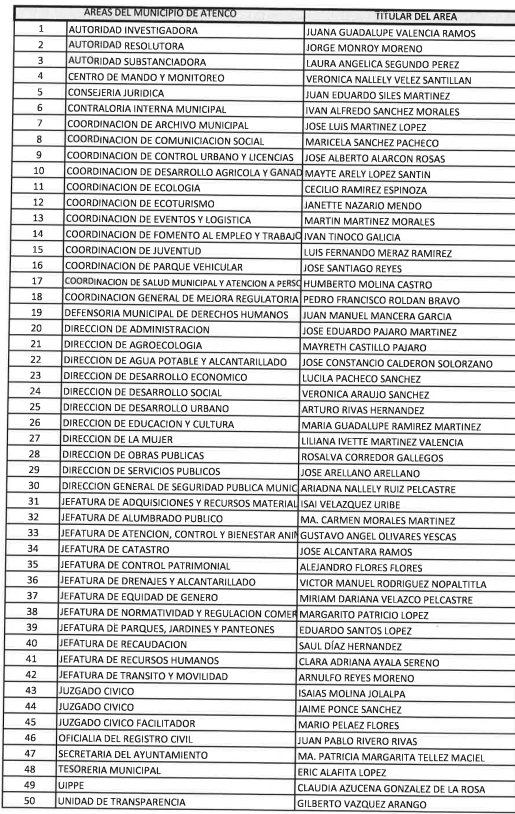 AREAS DEL MUNICIPIO DE ATENCO TITULAR DEL AREA
1 AUTORIDAD INVESTIGADORA JUANA GUADALUPE VALENCIA RAMOS
2 AUTORIDAD RESOLUTORA JORGE MONROY MORENO
3 AUTORIDAD SUBSTANCIADORA LAURA ANGELICA SEGUNDO PEREZ
4 CENTRO DE MANDO Y MONITOREO VERONICA NALLELY VELEZ SANTILLAN
5 CONSEJERIA JURIDICA JUAN EDUARDO SILES MARTINEZ
6 CONTRALORIA INTERNA MUNICIPAL IVAN ALFREDO SANCHEZ MORALES
7 COORDINACION DE ARCHIVO MUNICIPAL JOSE LUIS MARTINEZ LOPEZ
8 COORDINACION DE COMUNICIACION SOCIAL MARICELA SANCHEZ PACHECO
9 COORDINACION DE CONTROL URBANO Y LICENCIAS JOSE ALBERTO ALARCON ROSAS
10 COORDINACION DE DESARROLLO AGRICOLA Y GANAD MAYTE ARELY LOPEZ SANTIN
11 COORDINACION DE ECOLOGIA CECILIO RAMIREZ ESPINOZA
12 COORDINACION DE ECOTURISMO JANETTE NAZARIO MENDO
13 COORDINACION DE EVENTOS Y LOGISTICA MARTIN MARTINEZ MORALES
14 COORDINACION DE FOMENTO AL EMPLEO Y TRABAJO IVAN TINOCO GALICIA
15 COORDINACION DE JUVENTUD LUIS FERNANDO MERAZ RAMIREZ
16 COORDINACION DE PARQUE VEHICULAR JOSE SANTIAGO REYES
17 COORDINACION DE SALUD MUNICIPAL Y ATENCION A PERSO HUMBERTO MOLINA CASTRO
18 COORDINACION GENERAL DE MEJORA REGULATORIA PEDRO FRANCISCO ROLDAN BRAVO
19 DEFENSORIA MUNICIPAL DE DERECHOS HUMANOS JUAN MANUEL MANCERA GARCIA
20 DIRECCION DE ADMINISTRACION JOSE EDUARDO PAJARO MARTINEZ
21 DIRECCION DE AGROECOLOGIA MAYRETH CASTILLO PAJARO
22 DIRECCION DE AGUA POTABLE Y ALCANTARILLADO JOSE CONSTANCIO CALDERON SOLORZANO
23 DIRECCION DE DESARROLLO ECONOMICO LUCILA PACHECO SANCHEZ
24 DIRECCION DE DESARROLLO SOCIAL VERONICA ARAUJO SANCHEZ
25 DIRECCION DE DESARROLLO URBANO ARTURO RIVAS HERNANDEZ
26 DIRECCION DE EDUCACION Y CULTURA MARIA GUADALUPE RAMIREZ MARTINEZ
27 DIRECCION DE LA MUJER LILIANA IVETTE MARTINEZ VALENCIA
28 DIRECCION DE OBRAS PUBLICAS ROSALVA CORREDOR GALLEGOS
29 DIRECCION DE SERVICIOS PUBLICOS JOSE ARELLANO ARELLANO
30 DIRECCION GENERAL DE SEGURIDAD PUBLICA MUNIC ARIADNA NALLELY RUIZ PELCASTRE
31 JEFATURA DE ADQUISICIONES Y RECURSOS MATERIAL ISAI VELAZQUEZ URIBE
32 JEFATURA DE ALUMBRADO PUBLICO MA. CARMEN MORALES MARTINEZ
33 JEFATURA DE ATENCION, CONTROL Y BIENESTAR ANIM GUSTAVO ANGEL OLIVARES YESCAS
34 JEFATURA DE CATASTRO JOSE ALCANTARA RAMOS
35 JEFATURA DE CONTROL PATRIMONIAL ALEJANDRO FLORES FLORES
36 JEFATURA DE DRENAJES Y ALCANTARILLADO VICTOR MANUEL RODRIGUEZ NOPALTITLA
37 JEFATURA DE EQUIDAD DE GENERO MIRIAM DARIANA VELAZCO PELCASTRE
38 JEFATURA DE NORMATIVIDAD Y REGULACION COMER MARGARITO PATRICIO LOPEZ
39 JEFATURA DE PARQUES, JARDINES Y PANTEONES EDUARDO SANTOS LOPEZ
40 JEFATURA DE RECAUDACION SAUL DÍAZ HERNANDEZ
41 JEFATURA DE RECURSOS HUMANOS CLARA ADRIANA AYALA SERENO
42 JEFATURA DE TRANSITO Y MOVILIDAD ARNULFO REYES MORENO
43 JUZGADO CIVICO ISAIAS MOLINA JOLALPA
44 JUZGADO CIVICO JAIME PONCE SANCHEZ
45 JUZGADO CIVICO FACILITADOR MARIO PELAEZ FLORES
46 OFICIALIA DEL REGISTRO CIVIL JUAN PABLO RIVERO RIVAS
47 SECRETARIA DEL AYUNTAMIENTO MA. PATRICIA MARGARITA TELLEZ MACIEL
48 TESORERIA MUNICIPAL ERIC ALAFITA LOPEZ
49 UIPPE CLAUDIA AZUCENA GONZALEZ DE LA ROSA
50 UNIDAD DE TRANSPARENCIA GILBERTO VAZQUEZ ARANGO